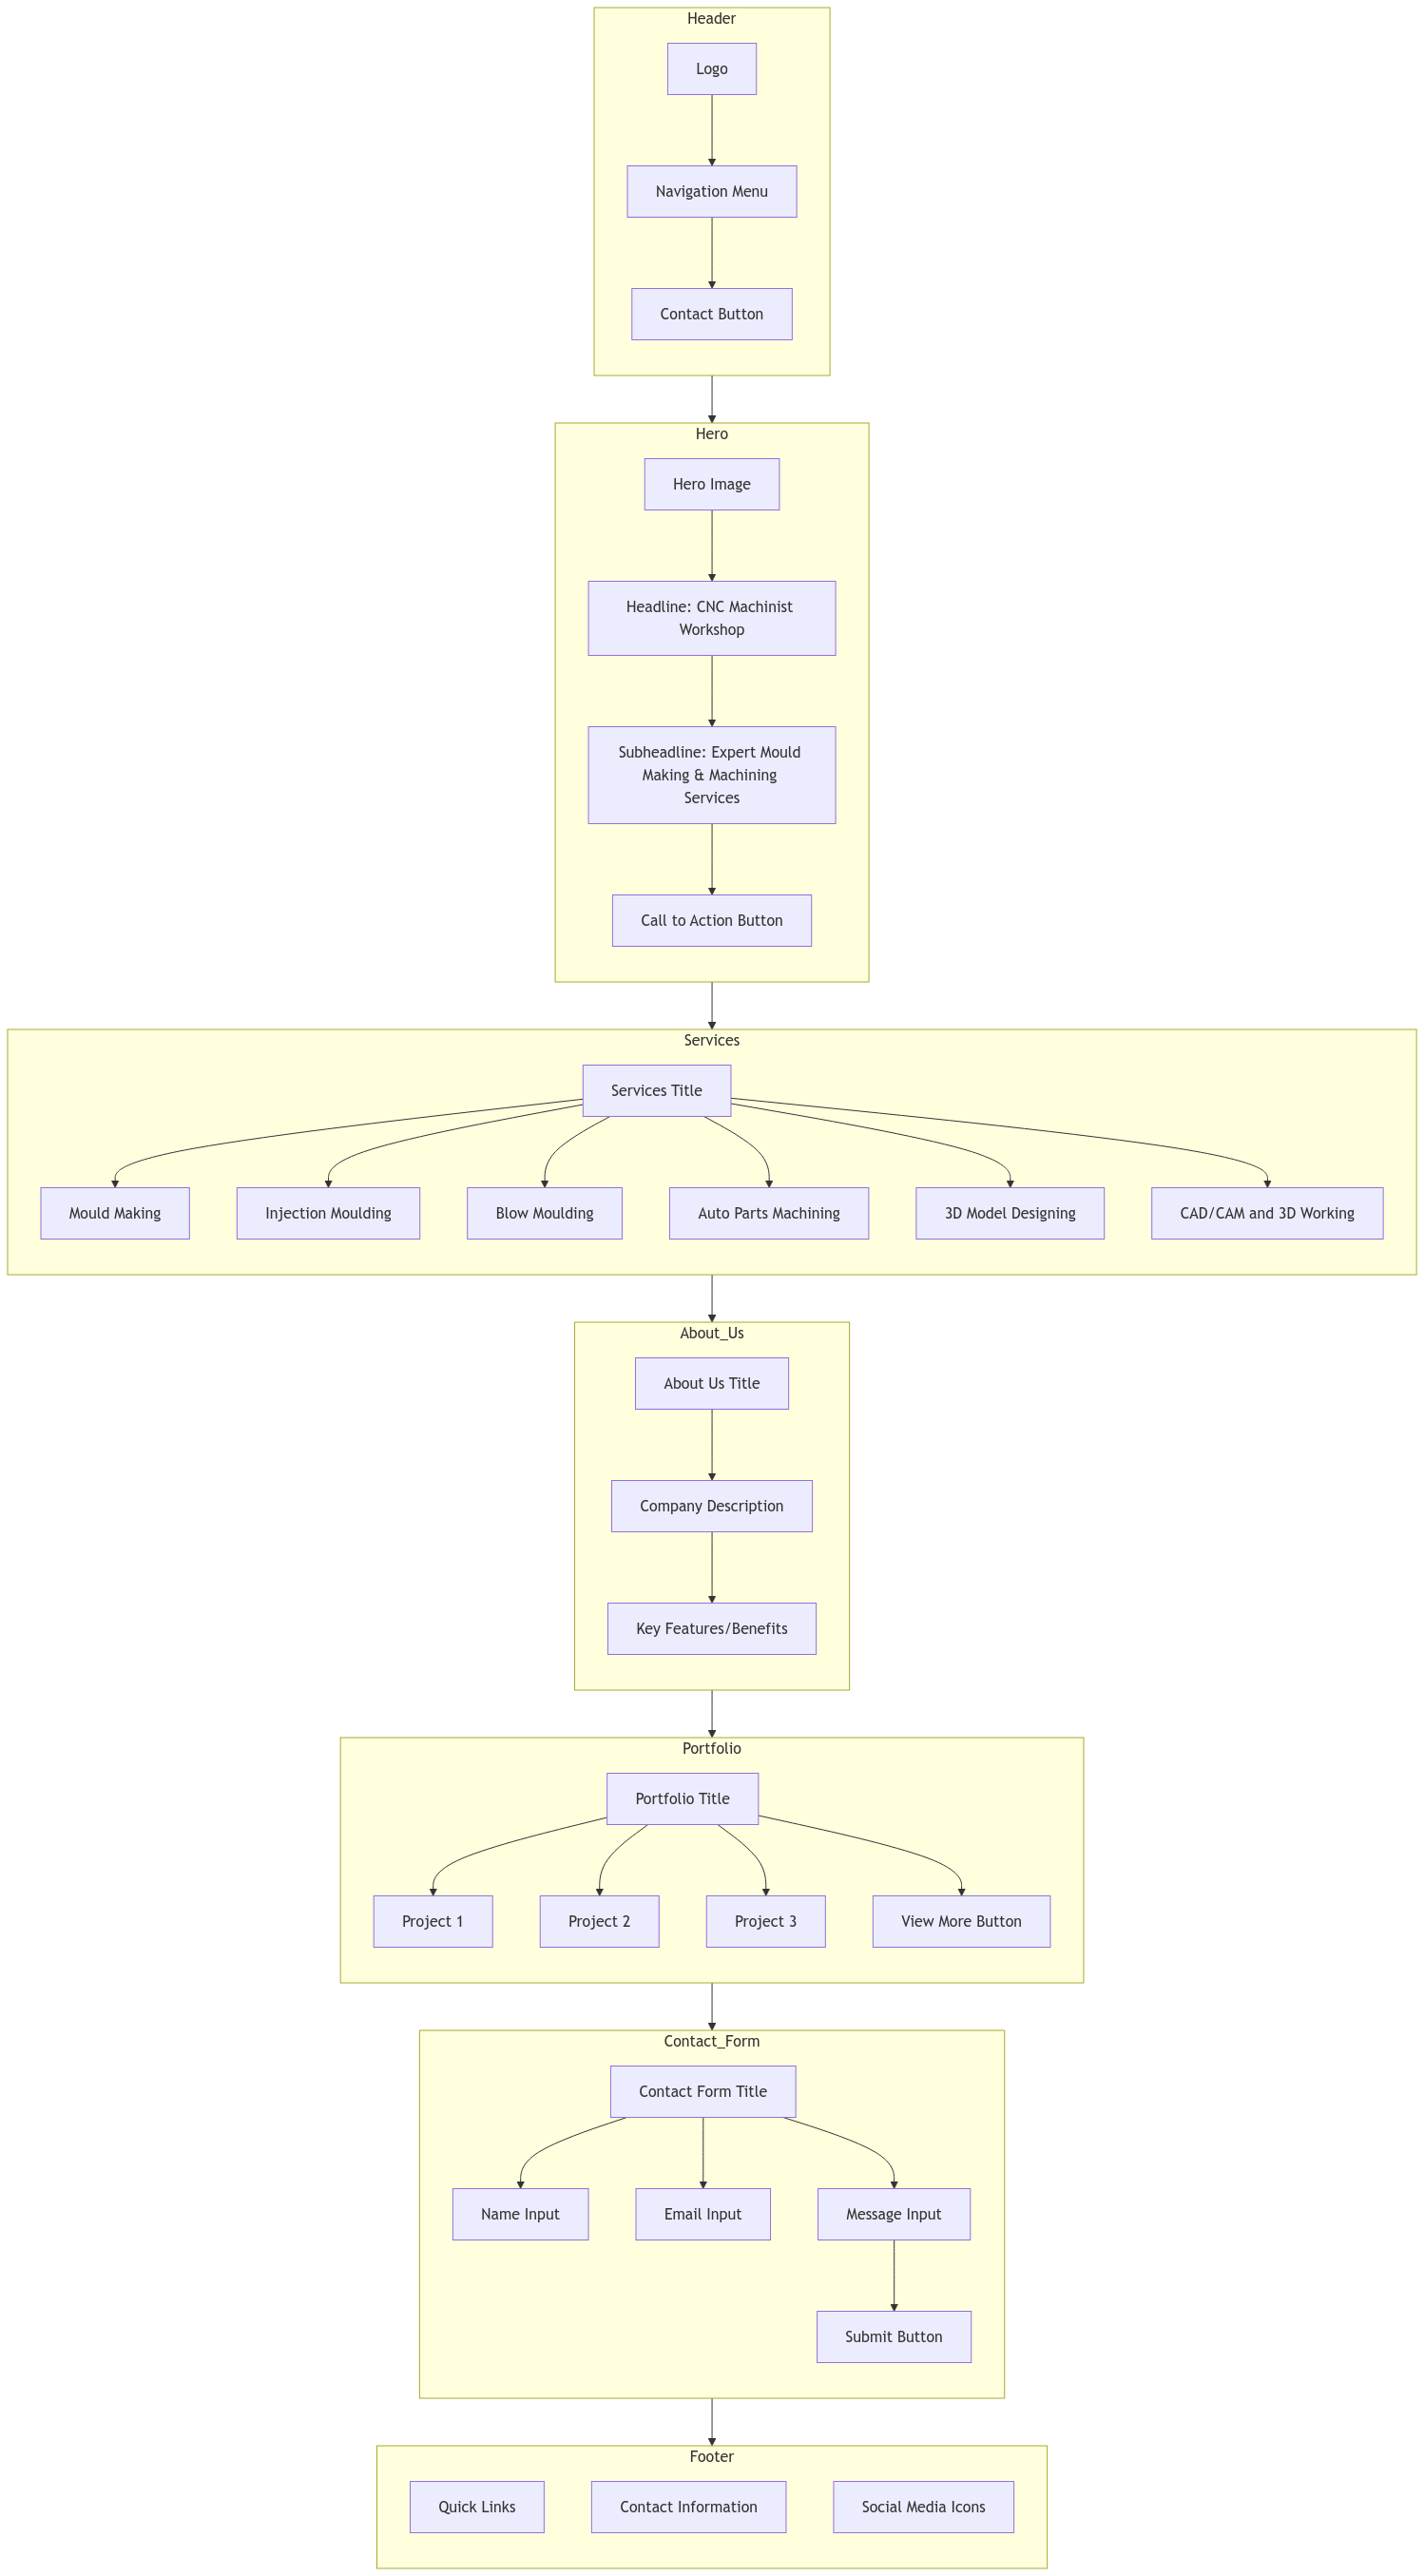 Header
Logo
Navigation Menu
Contact Button
Hero
Hero Image
Headline: CNC Machinist
Workshop
Subheadline: Expert Mould
Making & Machining
Services
Call to Action Button
Services
Services Title
Mould Making
Injection Moulding
Blow Moulding
Auto Parts Machining
3D Model Designing
CAD/CAM and 3D Working
About_Us
About Us Title
Company Description
Key Features/Benefits
Portfolio
Portfolio Title
Project 1
Project 2
Project 3
View More Button
Contact_Form
Contact Form Title
Name Input
Email Input
Message Input
Submit Button
Footer
Quick Links
Contact Information
Social Media Icons